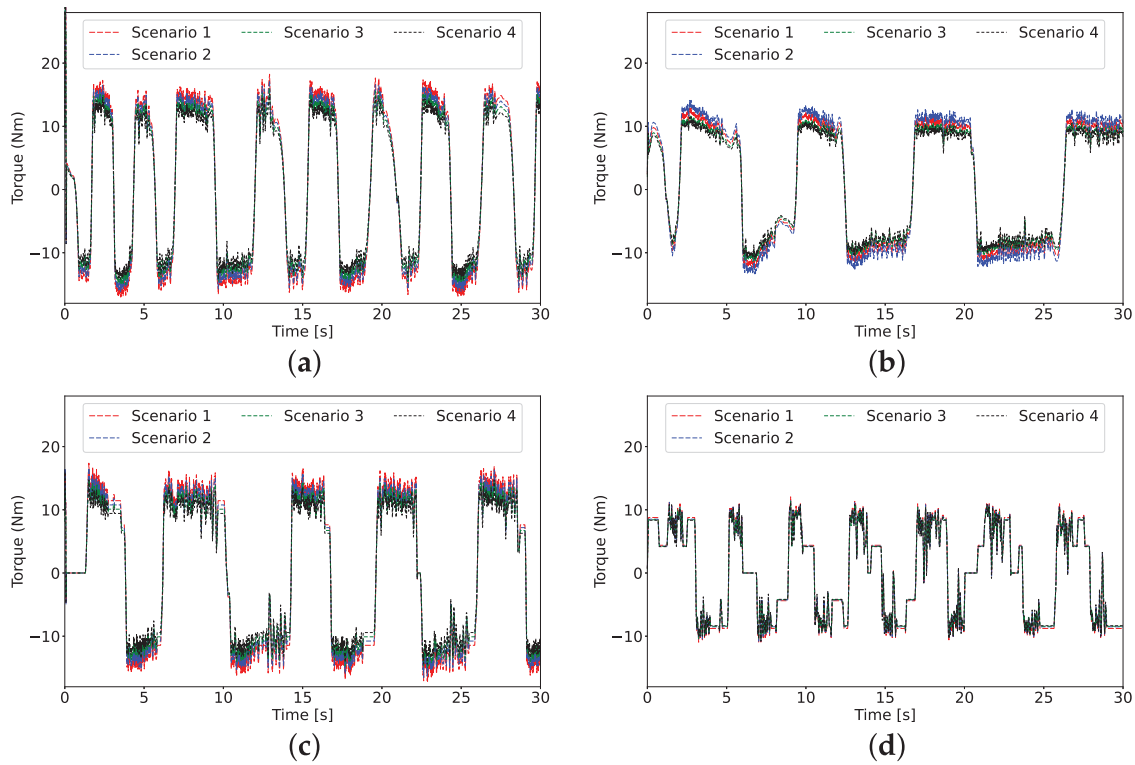 Scenario 1 Scenario 3 Scenario 4
Scenario 2
Torque (Nm)
20
10
0
−10
0 5 10 15 20 25 30
Time [s]
(a)
Scenario 1 Scenario 3 Scenario 4
Scenario 2
Torque (Nm)
20
10
0
−10
0 5 10 15 20 25 30
Time [s]
(b)
Scenario 1 Scenario 3 Scenario 4
Scenario 2
Torque (Nm)
20
10
0
−10
0 5 10 15 20 25 30
Time [s]
(c)
Scenario 1 Scenario 3 Scenario 4
Scenario 2
Torque (Nm)
20
10
0
−10
0 5 10 15 20 25 30
Time [s]
(d)